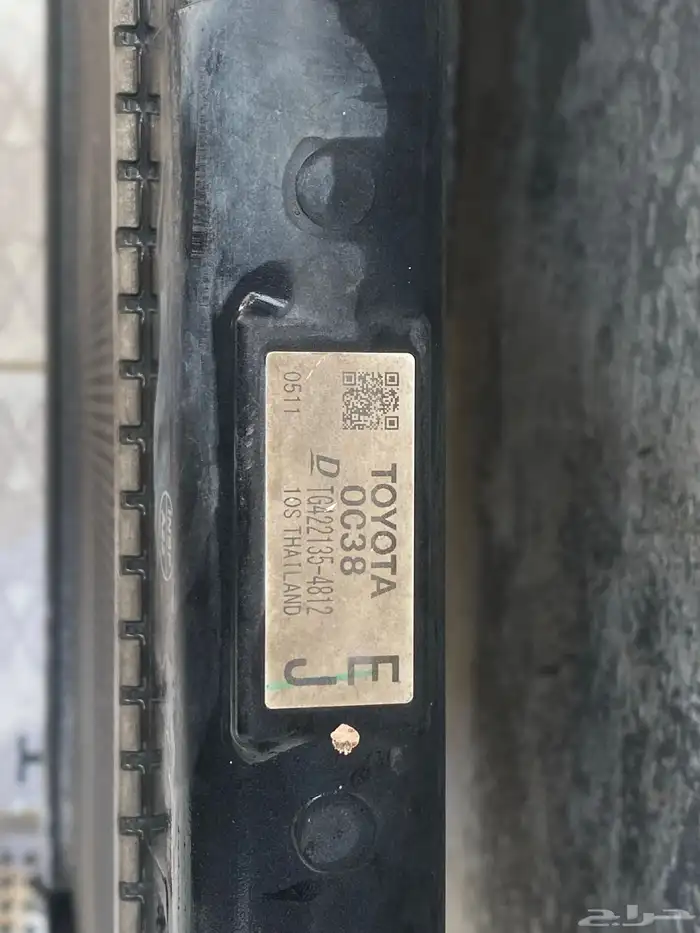 TOYOTA
0C38
TG422135-4812
10S THAILAND
0511
E
J
حراج